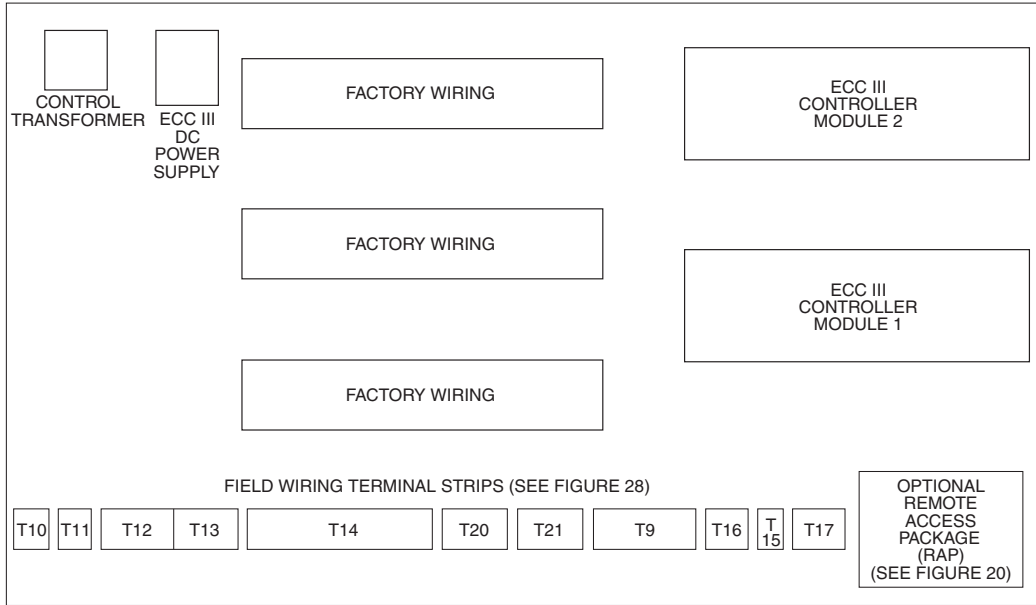 CONTROL
TRANSFORMER
ECC III
DC
POWER
SUPPLY
FACTORY WIRING
ECC III
CONTROLLER
MODULE 2
FACTORY WIRING
ECC III
CONTROLLER
MODULE 1
FACTORY WIRING
FIELD WIRING TERMINAL STRIPS (SEE FIGURE 28)
T10
T11
T12
T13
T14
T20
T21
T9
T16
T
15
T17
OPTIONAL
REMOTE
ACCESS
PACKAGE
(RAP)
(SEE FIGURE 20)